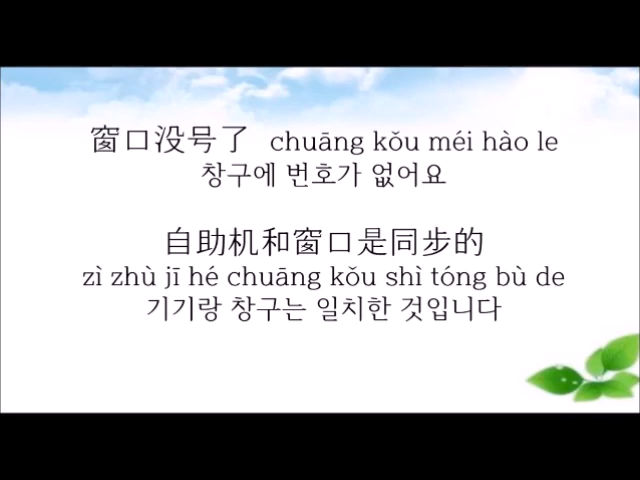 窗口没号了 chuāng kǒu méi hào le
창구에 번호가 없어요
自助机和窗口是同步的
zì zhù jī hé chuāng kǒu shì tóng bù de
기기랑 창구는 일치한 것입니다